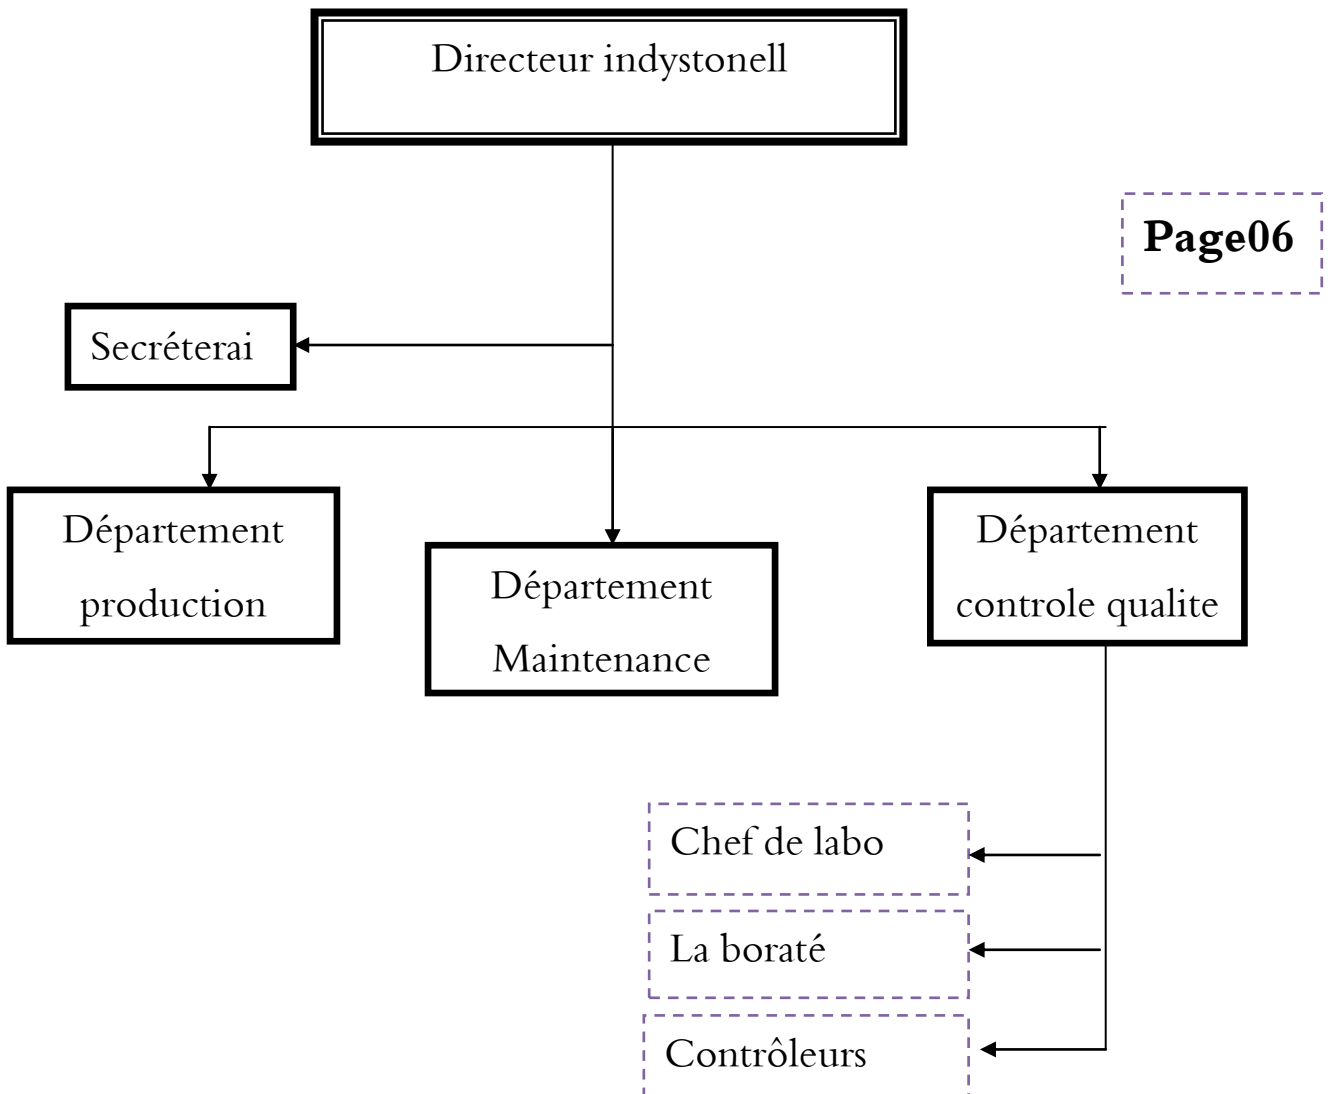 Directeur indystonell
Page06
Secréterai
Département
production
Département
Maintenance
Département
controle qualite
Chef de labo
La boraté
Contrôleurs